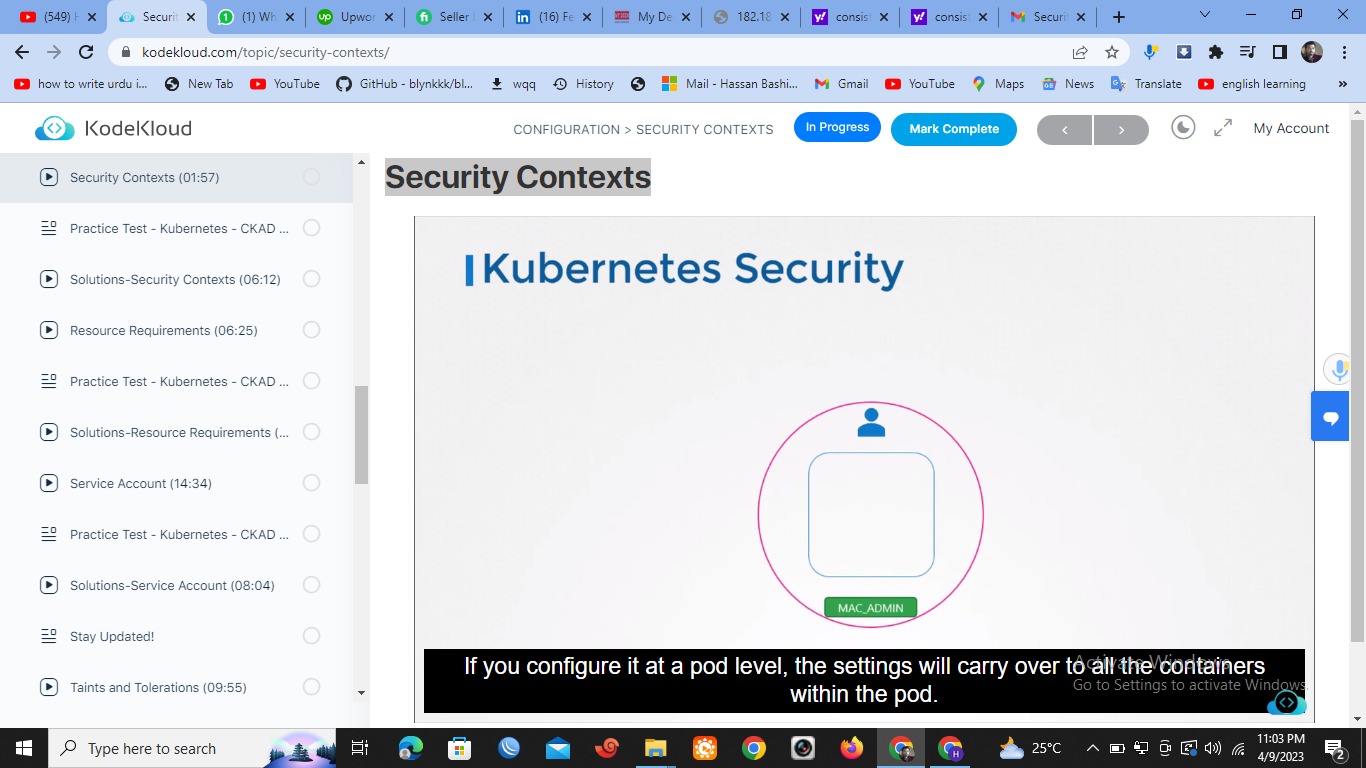 (549) H
Securit
(1) Wh
Upwor
Seller
(16) Fe
My De
182.18
consist
consist
Securit
kodekloud.com/topic/security-contexts/
how to write urdu i...
New Tab
YouTube
GitHub - blynkkk/bl...
wqq
History
Mail - Hassan Bashi...
Gmail
YouTube
Maps
News
Translate
english learning
»
KodeKloud
CONFIGURATION > SECURITY CONTEXTS
In Progress
Mark Complete
<
>
My Account
Security Contexts (01:57)
Practice Test - Kubernetes - CKAD ...
Solutions-Security Contexts (06:12)
Resource Requirements (06:25)
Practice Test - Kubernetes - CKAD ...
Solutions-Resource Requirements (...
Service Account (14:34)
Practice Test - Kubernetes - CKAD ...
Solutions-Service Account (08:04)
Stay Updated!
Taints and Tolerations (09:55)
Security Contexts
Kubernetes Security
MAC_ADMIN
If you configure it at a pod level, the settings will carry over to all the containers
within the pod.
Activate Windows
Go to Settings to activate Windows.
Type here to search
25°C
11:03 PM
4/9/2023
2